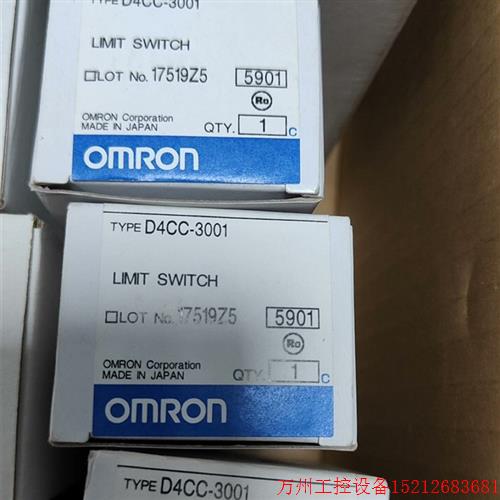 TYPE D4CC-3001
LIMIT SWITCH
□LOT No. 17519Z5 5901
Ro
OMRON Corporation
MADE IN JAPAN QTY. 1 C
OMRON
TYPE D4CC-3001
LIMIT SWITCH
□LOT No. 17519Z5 5901
Ro
OMRON Corporation
MADE IN JAPAN QTY. 1 C
OMRON
TYPE D4CC-3001
万州工控设备15212683681